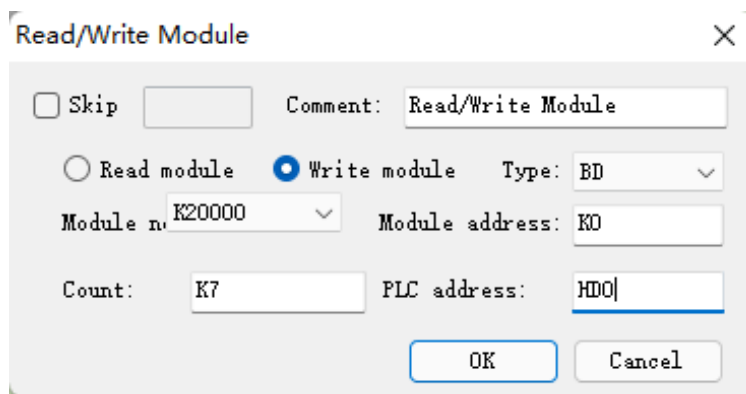 Read/Write Module
Skip Comment: Read/Write Module
Read module Write module Type: BD
Module n K20000 Module address: K0
Count: K7 PLC address: HD0
OK Cancel